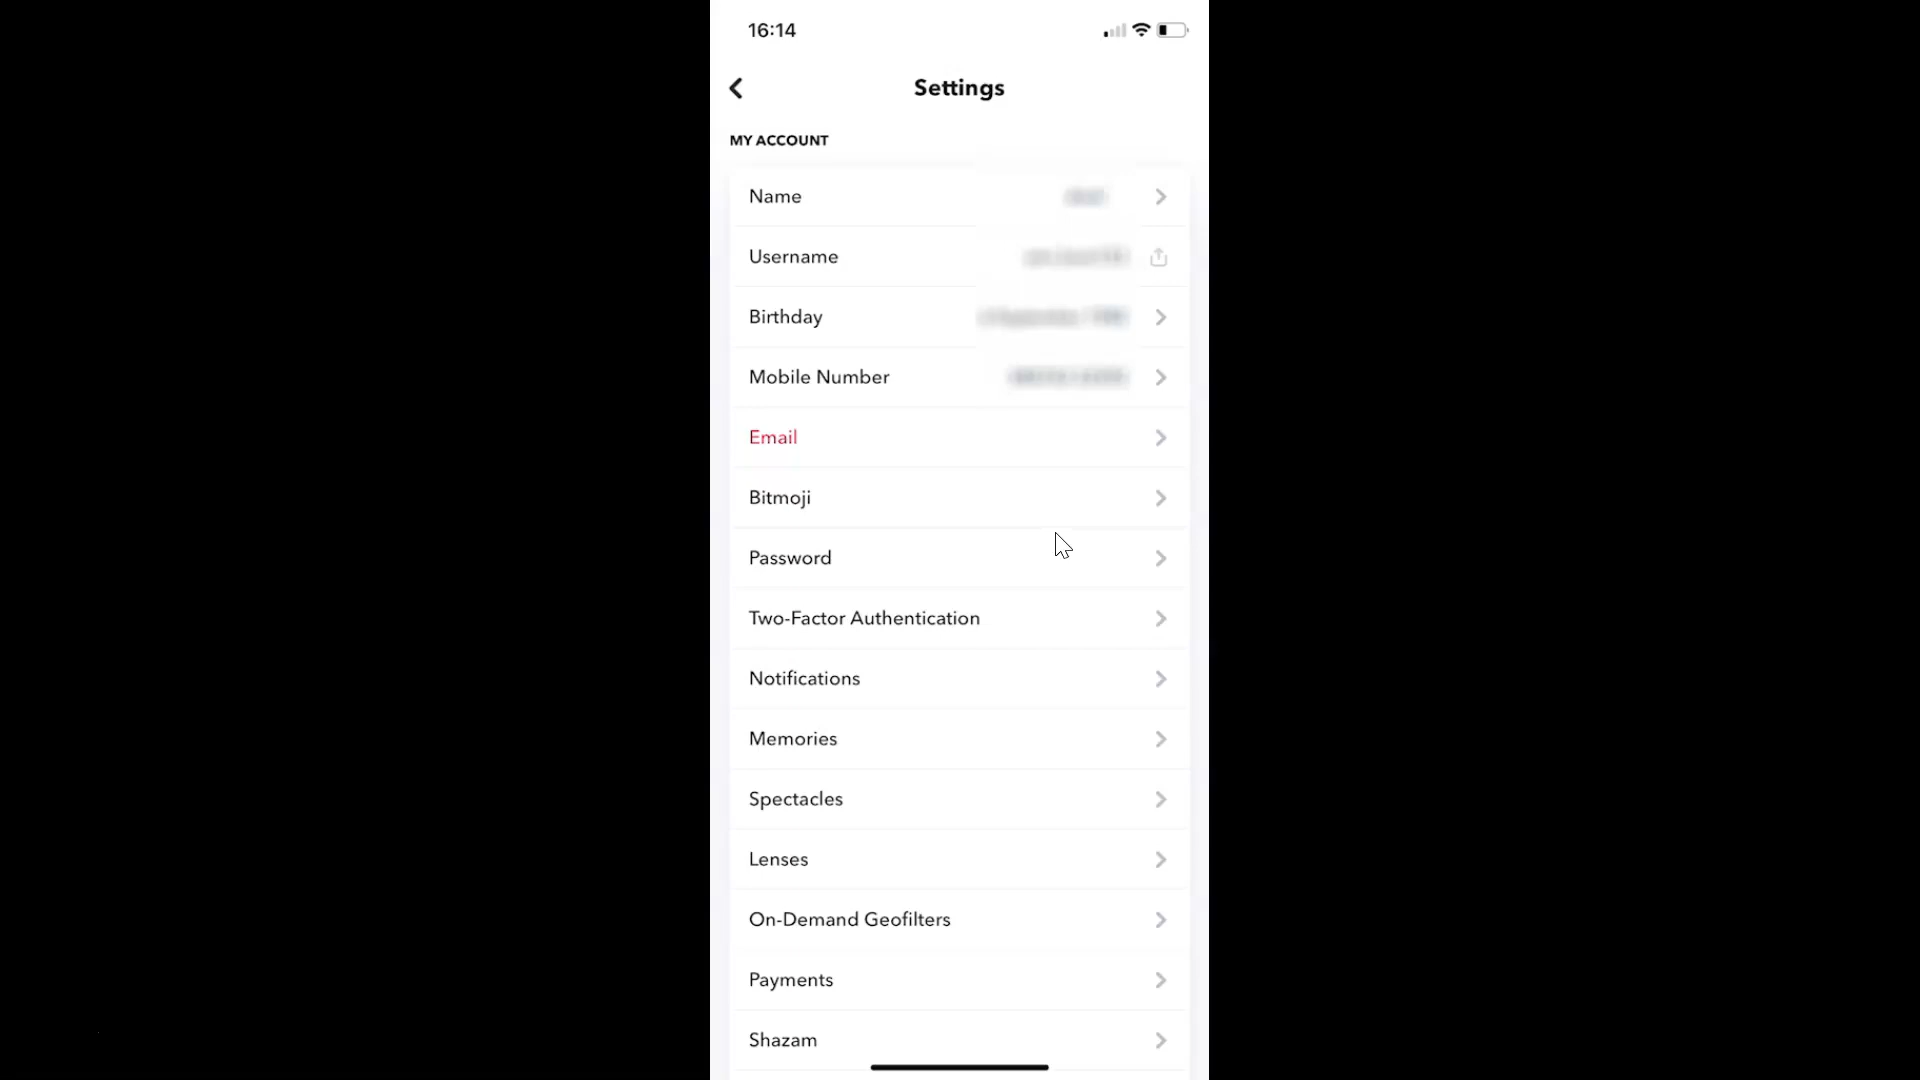 16:14
Settings
MY ACCOUNT
Name
Username
Birthday
Mobile Number
Email
Bitmoji
Password
Two-Factor Authentication
Notifications
Memories
Spectacles
Lenses
On-Demand Geofilters
Payments
Shazam